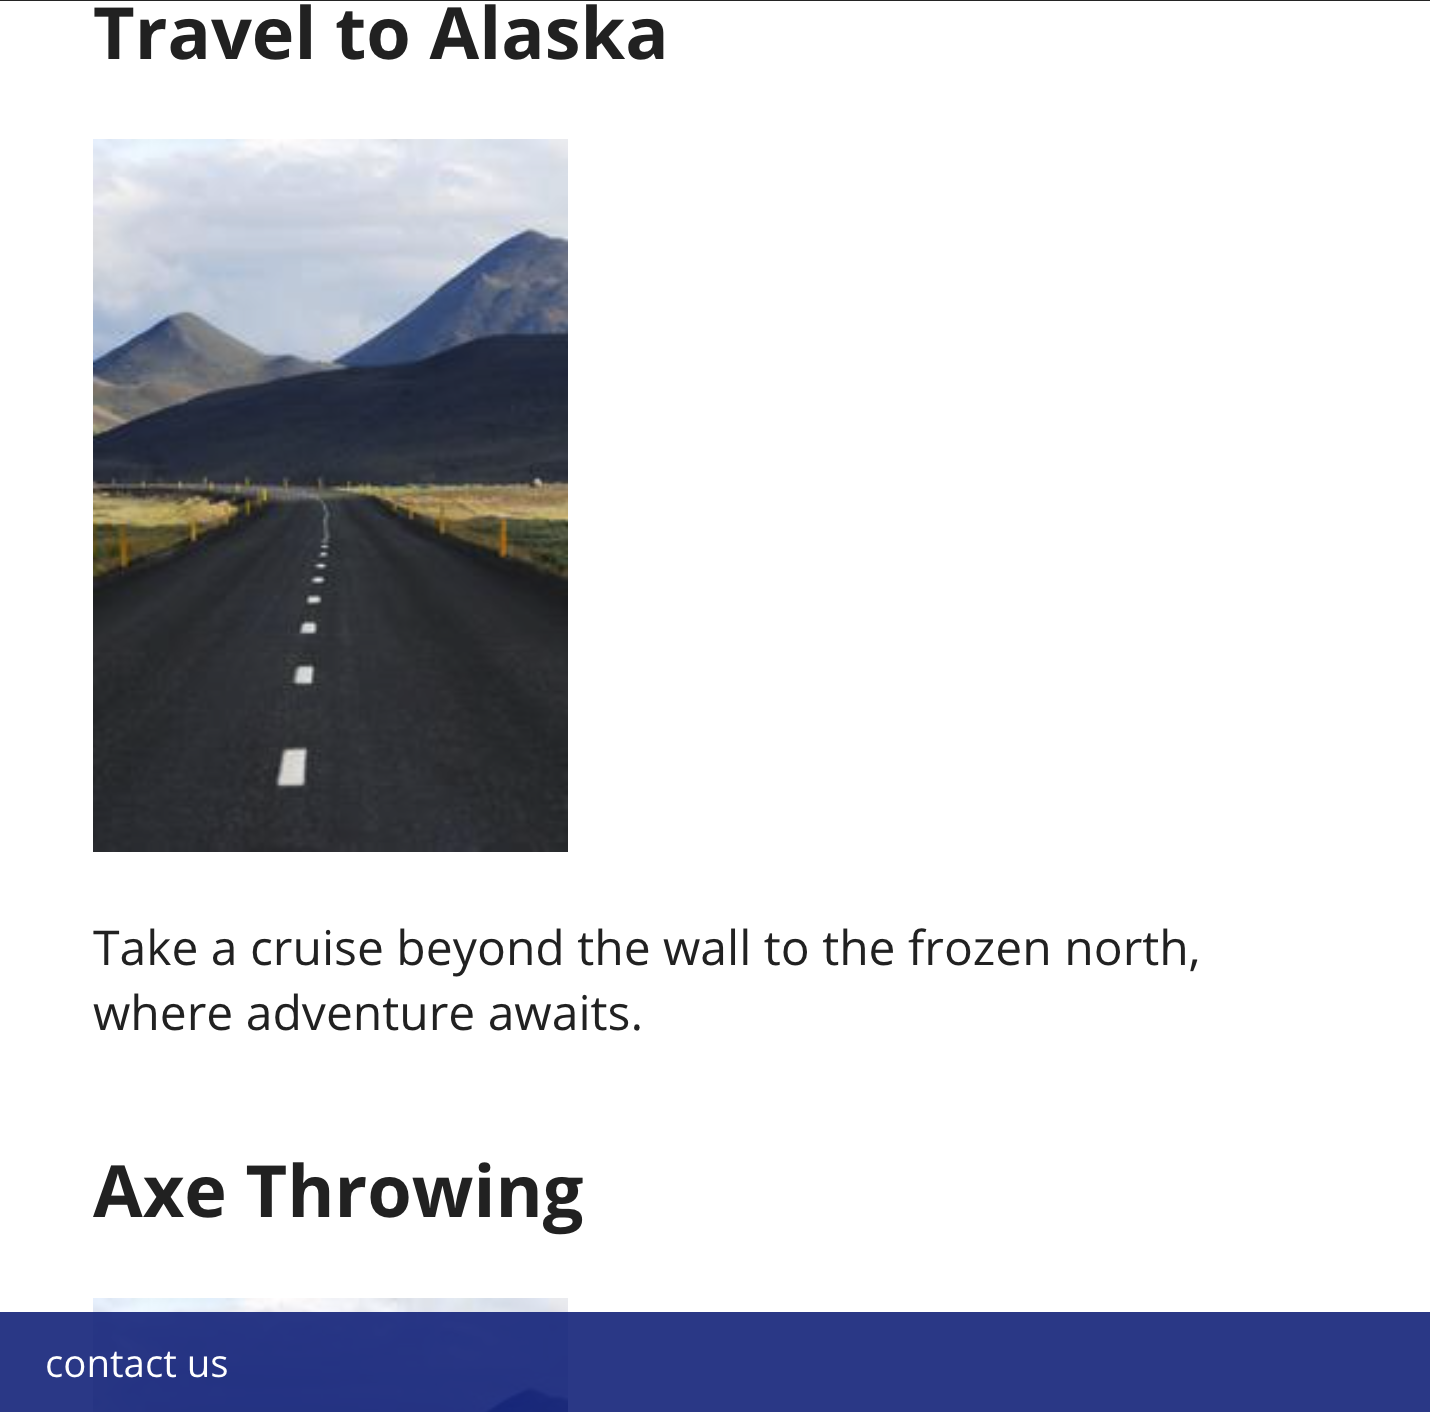 Travel to Alaska
Take a cruise beyond the wall to the frozen north,
where adventure awaits.
Axe Throwing
contact us